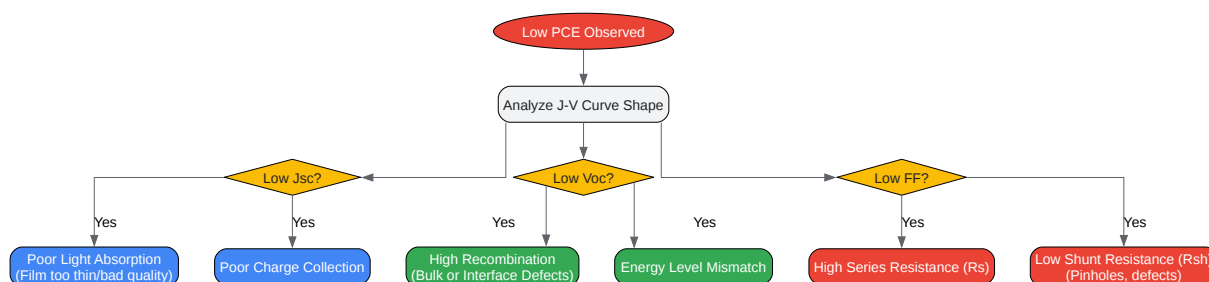 Low PCE Observed
Analyze J-V Curve Shape
Low Jsc?
Low Voc?
Low FF?
Yes
Yes
Yes
Yes
Yes
Yes
Poor Light Absorption
(Film too thin/bad quality)
Poor Charge Collection
High Recombination
(Bulk or Interface Defects)
Energy Level Mismatch
High Series Resistance (Rs)
Low Shunt Resistance (Rsh)
(Pinholes, defects)